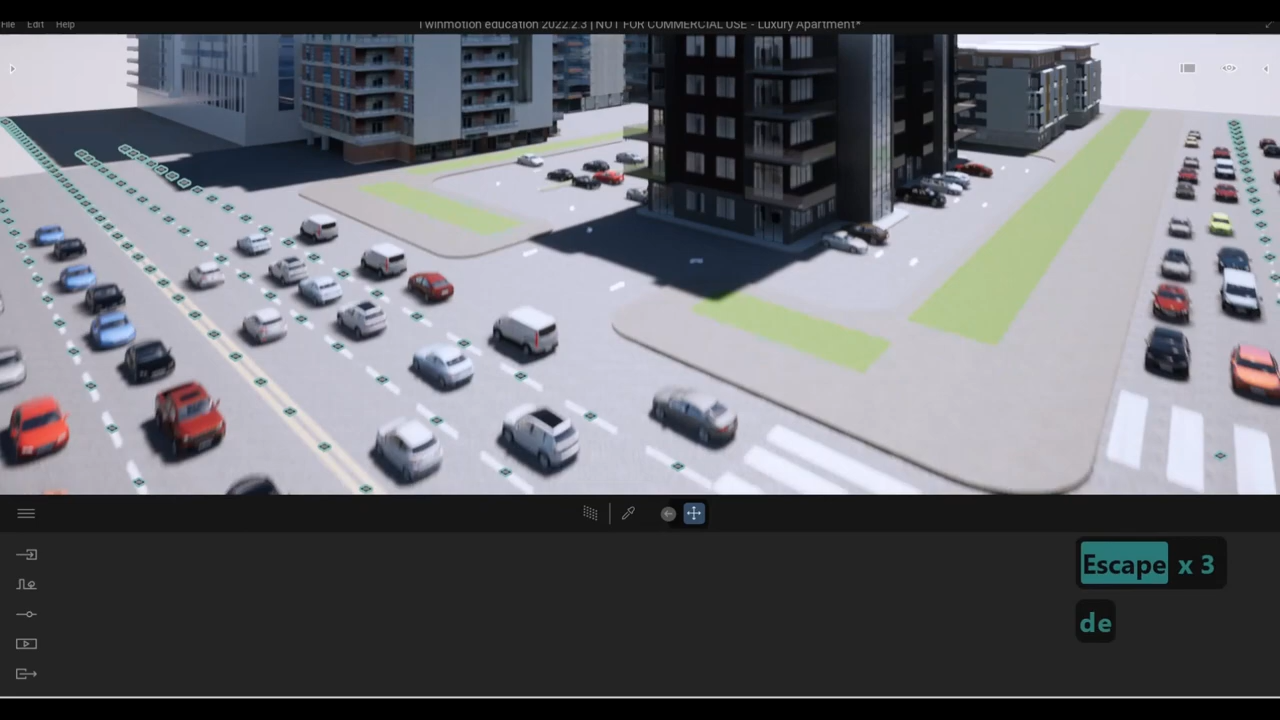 File Edit Help
Twinmotion education 2022.2.3 | NOT FOR COMMERCIAL USE - Luxury Apartment*
Escape x 3
de